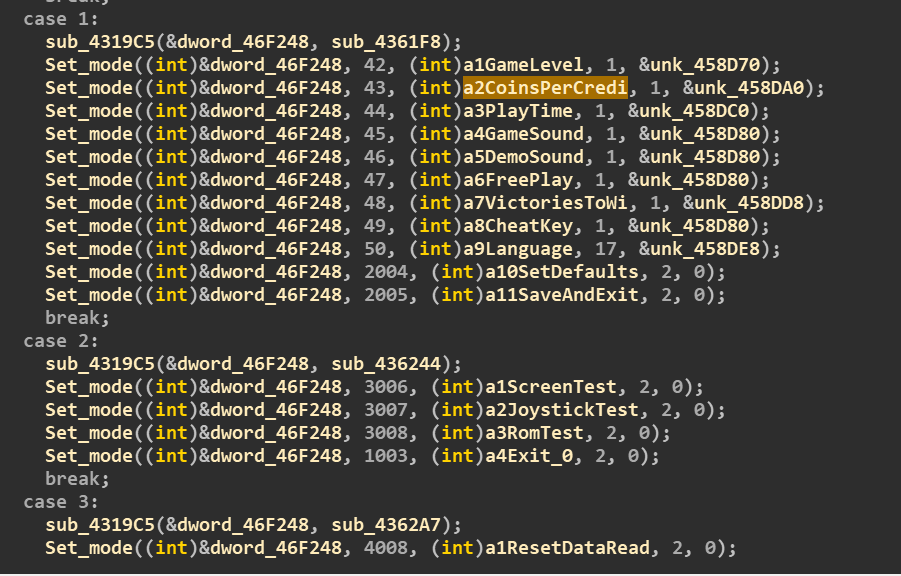 case 1:
sub_4319C5(&dword_46F248, sub_4361F8);
Set_mode((int)&dword_46F248, 42, (int)a1GameLevel, 1, &unk_458D70);
Set_mode((int)&dword_46F248, 43, (int)a2CoinsPerCredi, 1, &unk_458DA0);
Set_mode((int)&dword_46F248, 44, (int)a3PlayTime, 1, &unk_458DC0);
Set_mode((int)&dword_46F248, 45, (int)a4GameSound, 1, &unk_458D80);
Set_mode((int)&dword_46F248, 46, (int)a5DemoSound, 1, &unk_458D80);
Set_mode((int)&dword_46F248, 47, (int)a6FreePlay, 1, &unk_458D80);
Set_mode((int)&dword_46F248, 48, (int)a7VictoriesToWi, 1, &unk_458DD8);
Set_mode((int)&dword_46F248, 49, (int)a8CheatKey, 1, &unk_458D80);
Set_mode((int)&dword_46F248, 50, (int)a9Language, 17, &unk_458DE8);
Set_mode((int)&dword_46F248, 2004, (int)a10SetDefaults, 2, 0);
Set_mode((int)&dword_46F248, 2005, (int)a11SaveAndExit, 2, 0);
break;
case 2:
sub_4319C5(&dword_46F248, sub_436244);
Set_mode((int)&dword_46F248, 3006, (int)a1ScreenTest, 2, 0);
Set_mode((int)&dword_46F248, 3007, (int)a2JoystickTest, 2, 0);
Set_mode((int)&dword_46F248, 3008, (int)a3RomTest, 2, 0);
Set_mode((int)&dword_46F248, 1003, (int)a4Exit_0, 2, 0);
break;
case 3:
sub_4319C5(&dword_46F248, sub_4362A7);
Set_mode((int)&dword_46F248, 4008, (int)a1ResetDataRead, 2, 0);